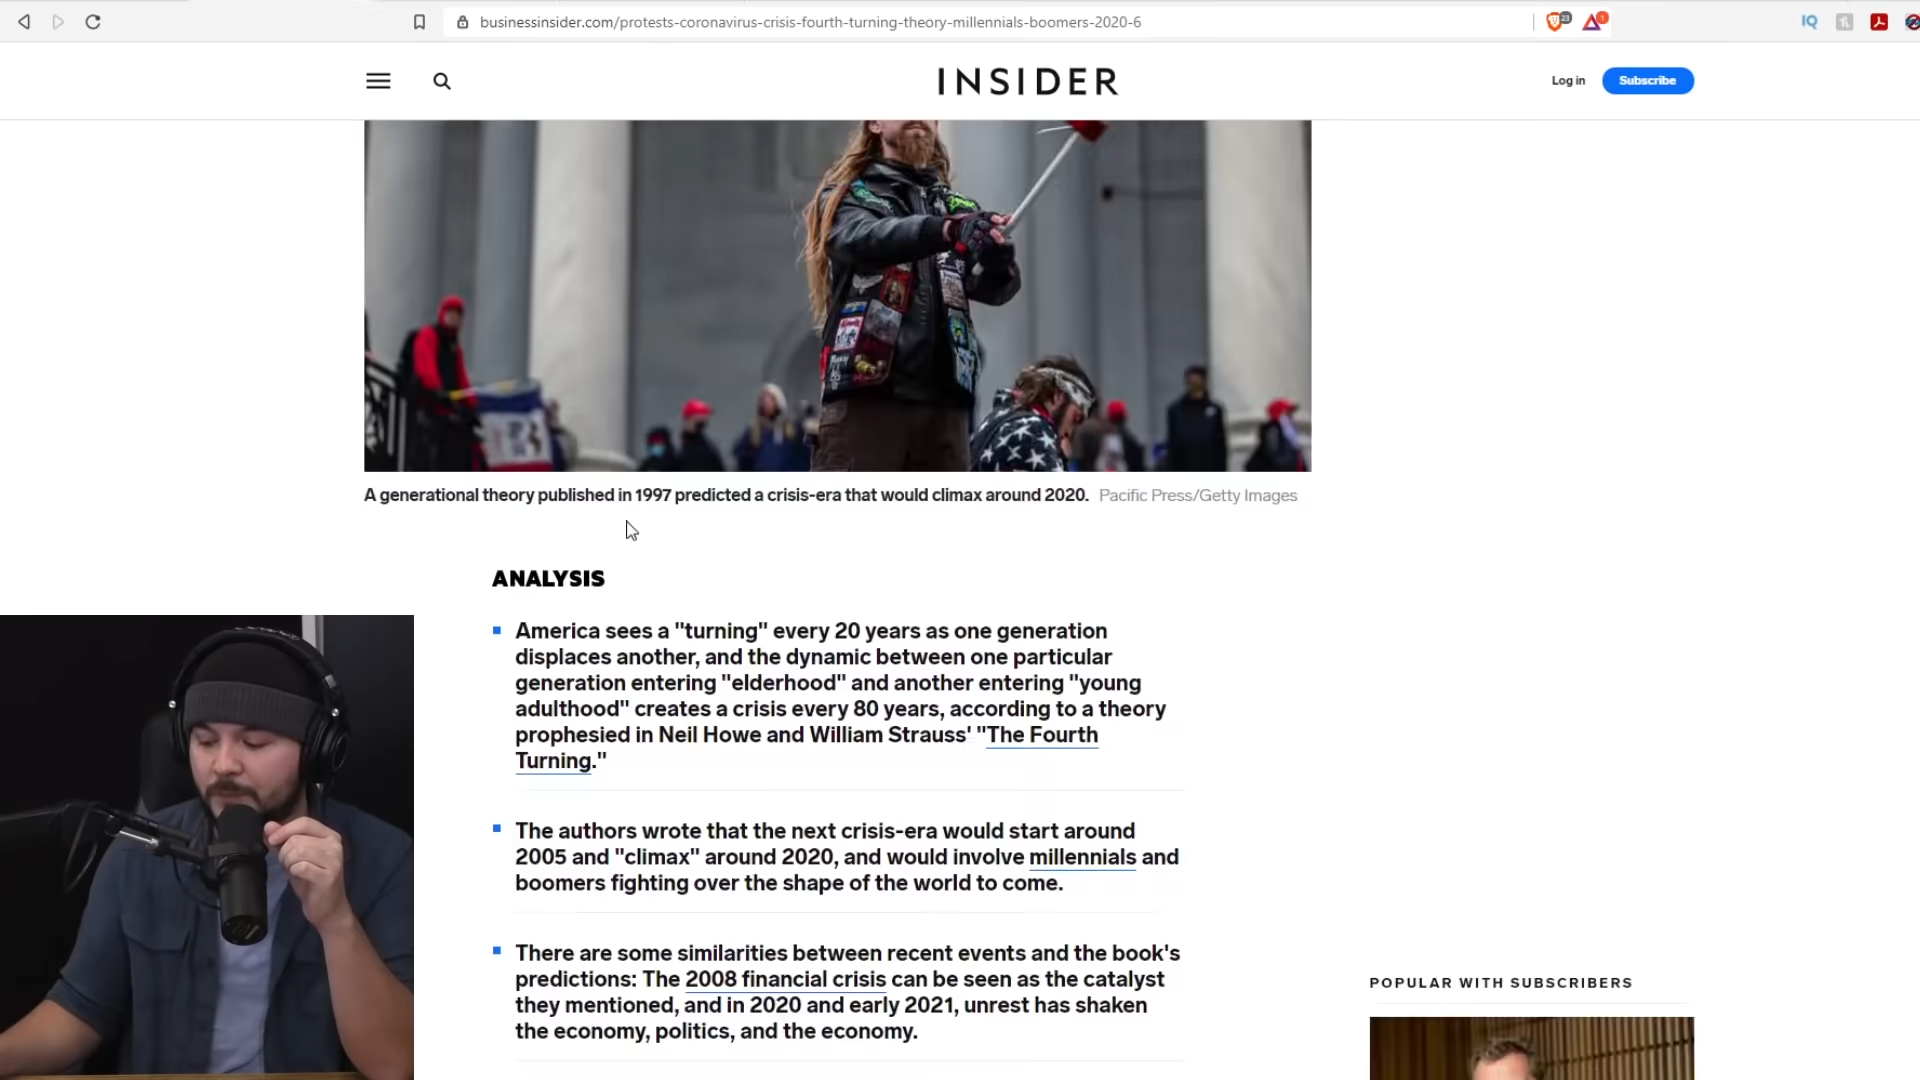 businessinsider.com/protests-coronavirus-crisis-fourth-turning-theory-millennials-boomers-2020-6
23
1
IQ
INSIDER
Log in
Subscribe
A generational theory published in 1997 predicted a crisis-era that would climax around 2020. Pacific Press/Getty Images
ANALYSIS
America sees a "turning" every 20 years as one generation
displaces another, and the dynamic between one particular
generation entering "elderhood" and another entering "young
adulthood" creates a crisis every 80 years, according to a theory
prophesied in Neil Howe and William Strauss' "The Fourth
Turning."
The authors wrote that the next crisis-era would start around
2005 and "climax" around 2020, and would involve millennials and
boomers fighting over the shape of the world to come.
There are some similarities between recent events and the book's
predictions: The 2008 financial crisis can be seen as the catalyst
they mentioned, and in 2020 and early 2021, unrest has shaken
the economy, politics, and the economy.
POPULAR WITH SUBSCRIBERS